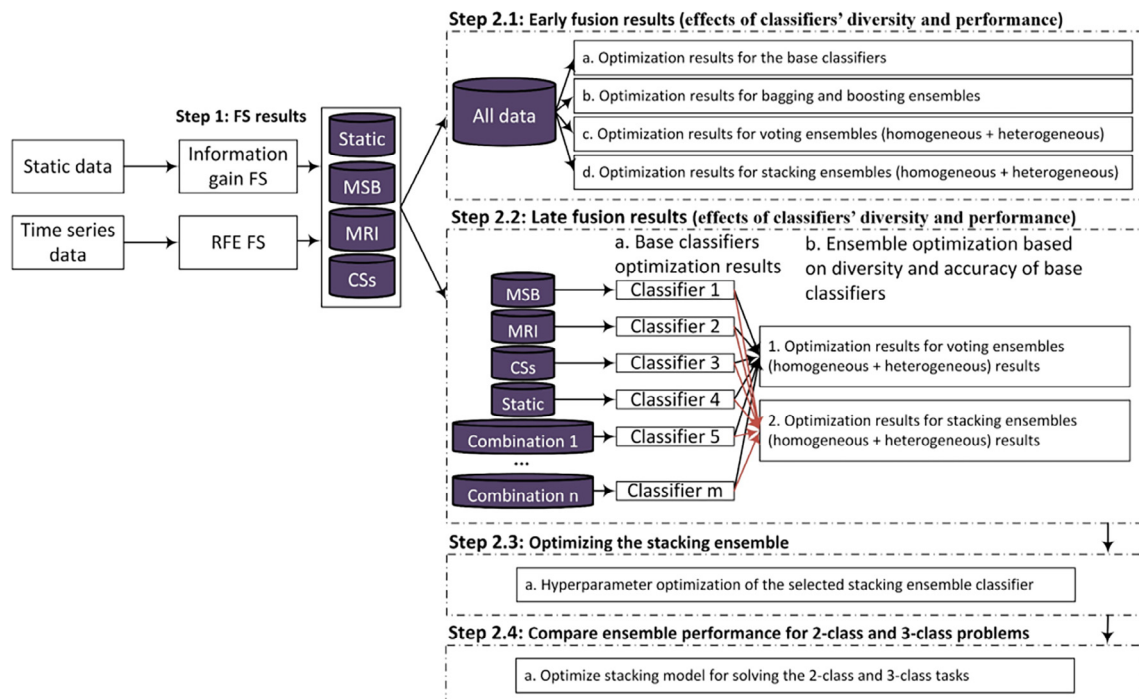 Static data
Time series
data
Step 1: FS results
Information
gain FS
RFE FS
Static
MSB
MRI
CSs
Step 2.1: Early fusion results (effects of classifiers' diversity and performance)
All data
a. Optimization results for the base classifiers
b. Optimization results for bagging and boosting ensembles
c. Optimization results for voting ensembles (homogeneous + heterogeneous)
d. Optimization results for stacking ensembles (homogeneous + heterogeneous)
Step 2.2: Late fusion results (effects of classifiers' diversity and performance)
a. Base classifiers
optimization results
b. Ensemble optimization based
on diversity and accuracy of base
classifiers
MSB
Classifier 1
MRI
Classifier 2
CSs
Classifier 3
Static
Classifier 4
Combination 1
Classifier 5
...
Combination n
Classifier m
1. Optimization results for voting ensembles
(homogeneous + heterogeneous) results
2. Optimization results for stacking ensembles
(homogeneous + heterogeneous) results
Step 2.3: Optimizing the stacking ensemble
a. Hyperparameter optimization of the selected stacking ensemble classifier
Step 2.4: Compare ensemble performance for 2-class and 3-class problems
a. Optimize stacking model for solving the 2-class and 3-class tasks